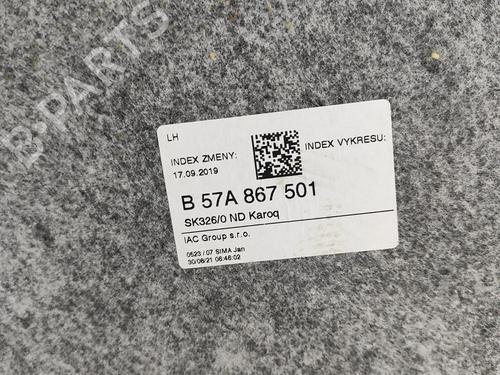 B-PARTS
LH
INDEX ZMENY:
17.09.2019
INDEX VYKRESU:
B 57A 867 501
SK326/0 ND Karoq
IAC Group s.r.o.
0523 / 07 SIMA Jan
30/08/21 06:46:02